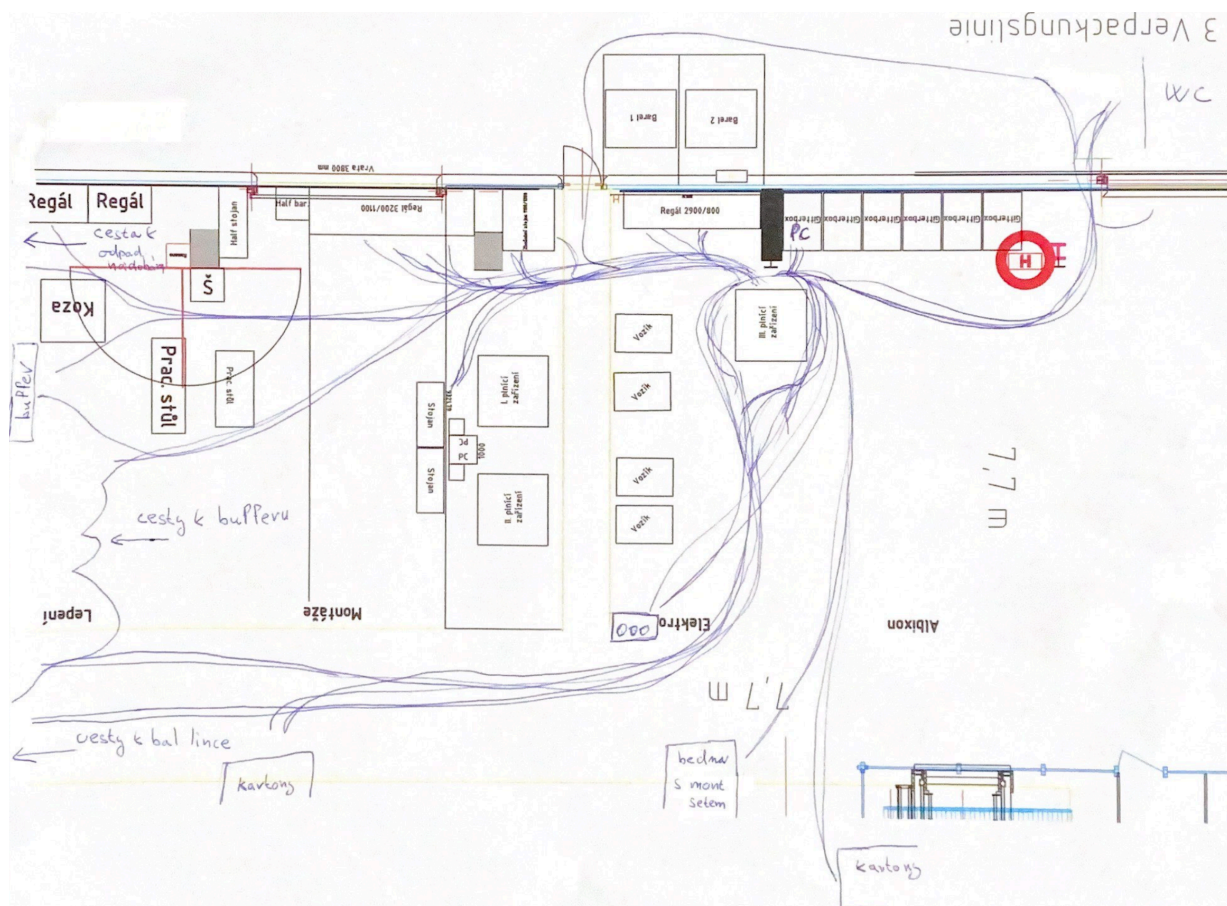 3 Verpackungslinie
WC
Barel 1
Barel 2
Vrata 3800 mm
Regál
Regál
Half stojan
Half bar
Regál 3200/1100
Regál 2900/800
Gitterbox
Gitterbox
Gitterbox
Gitterbox
Gitterbox
Gitterbox
PC
H
cesta k
odpad
nádobám
Koza
Š
Prac. stůl
Prac. stůl
buffer
Vozík
Vozík
Vozík
Vozík
III. plnící
zařízení
I. plnící
zařízení
II. plnící
zařízení
Stojan
Stojan
PC
PC
1000
7,7 m
cesty k bufferu
Lepení
Montáže
Elektro
Albixon
000
7,7 m
cesty k bal lince
kartony
bedna
s mont
setem
kartony